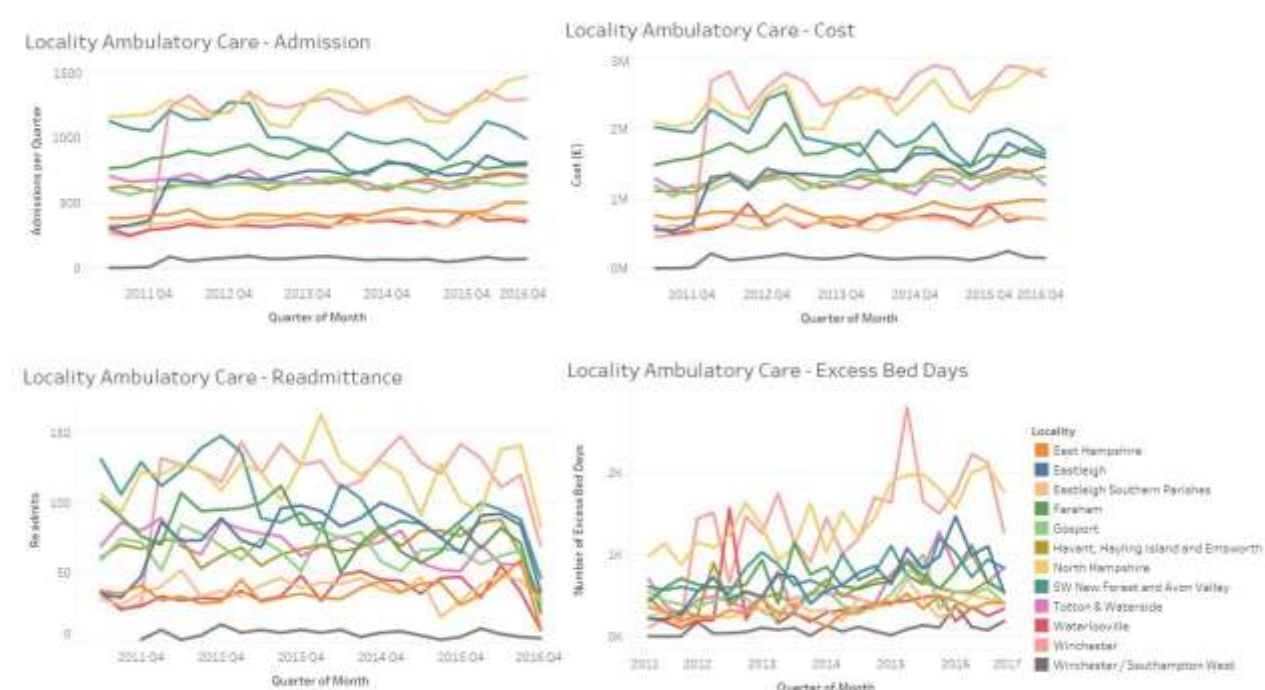 Locality Ambulatory Care - Admission
1500
1000
500
0
Admissions per Quarter
2011 Q4 2012 Q4 2013 Q4 2014 Q4 2015 Q4 2016 Q4
Quarter of Month
Locality Ambulatory Care - Cost
3M
2M
1M
0M
Cost (£)
2011 Q4 2012 Q4 2013 Q4 2014 Q4 2015 Q4 2016 Q4
Quarter of Month
Locality Ambulatory Care - Readmittance
150
100
50
0
Readmits
2011 Q4 2012 Q4 2013 Q4 2014 Q4 2015 Q4 2016 Q4
Quarter of Month
Locality Ambulatory Care - Excess Bed Days
2K
1K
0K
Number of Excess Bed Days
2011 2012 2013 2014 2015 2016 2017
Quarter of Month
Locality
East Hampshire
Eastleigh
Eastleigh Southern Parishes
Fareham
Gosport
Havant, Hayling Island and Emsworth
North Hampshire
SW New Forest and Avon Valley
Totton & Waterside
Waterlooville
Winchester
Winchester / Southampton West